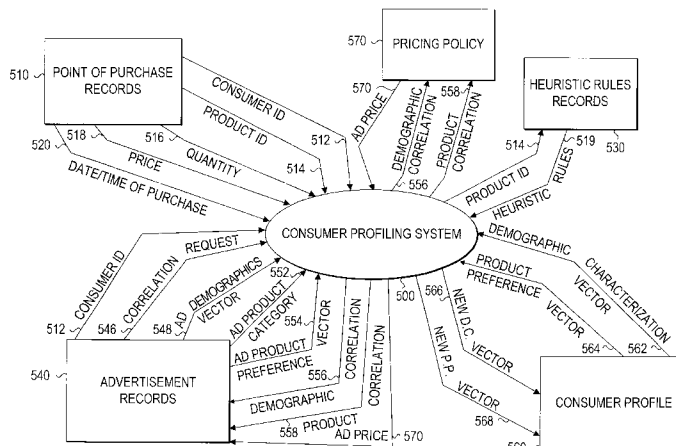 570
PRICING POLICY
510
POINT OF PURCHASE
RECORDS
HEURISTIC RULES
RECORDS
530
CONSUMER ID
512
PRODUCT ID
514
516
QUANTITY
518
PRICE
520
DATE/TIME OF PURCHASE
570
AD PRICE
DEMOGRAPHIC
CORRELATION
556
558
PRODUCT
CORRELATION
514
PRODUCT ID
519
HEURISTIC
RULES
CONSUMER PROFILING SYSTEM
500
512
CONSUMER ID
546
CORRELATION
REQUEST
548
AD DEMOGRAPHICS
VECTOR
552
AD PRODUCT
CATEGORY
554
AD PRODUCT
PREFERENCE
VECTOR
556
DEMOGRAPHIC
CORRELATION
558
PRODUCT
CORRELATION
AD PRICE
570
566
NEW D.C.
VECTOR
NEW P.P.
VECTOR
568
PRODUCT
PREFERENCE
VECTOR
564
DEMOGRAPHIC
CHARACTERIZATION
VECTOR
562
540
ADVERTISEMENT
RECORDS
CONSUMER PROFILE
560